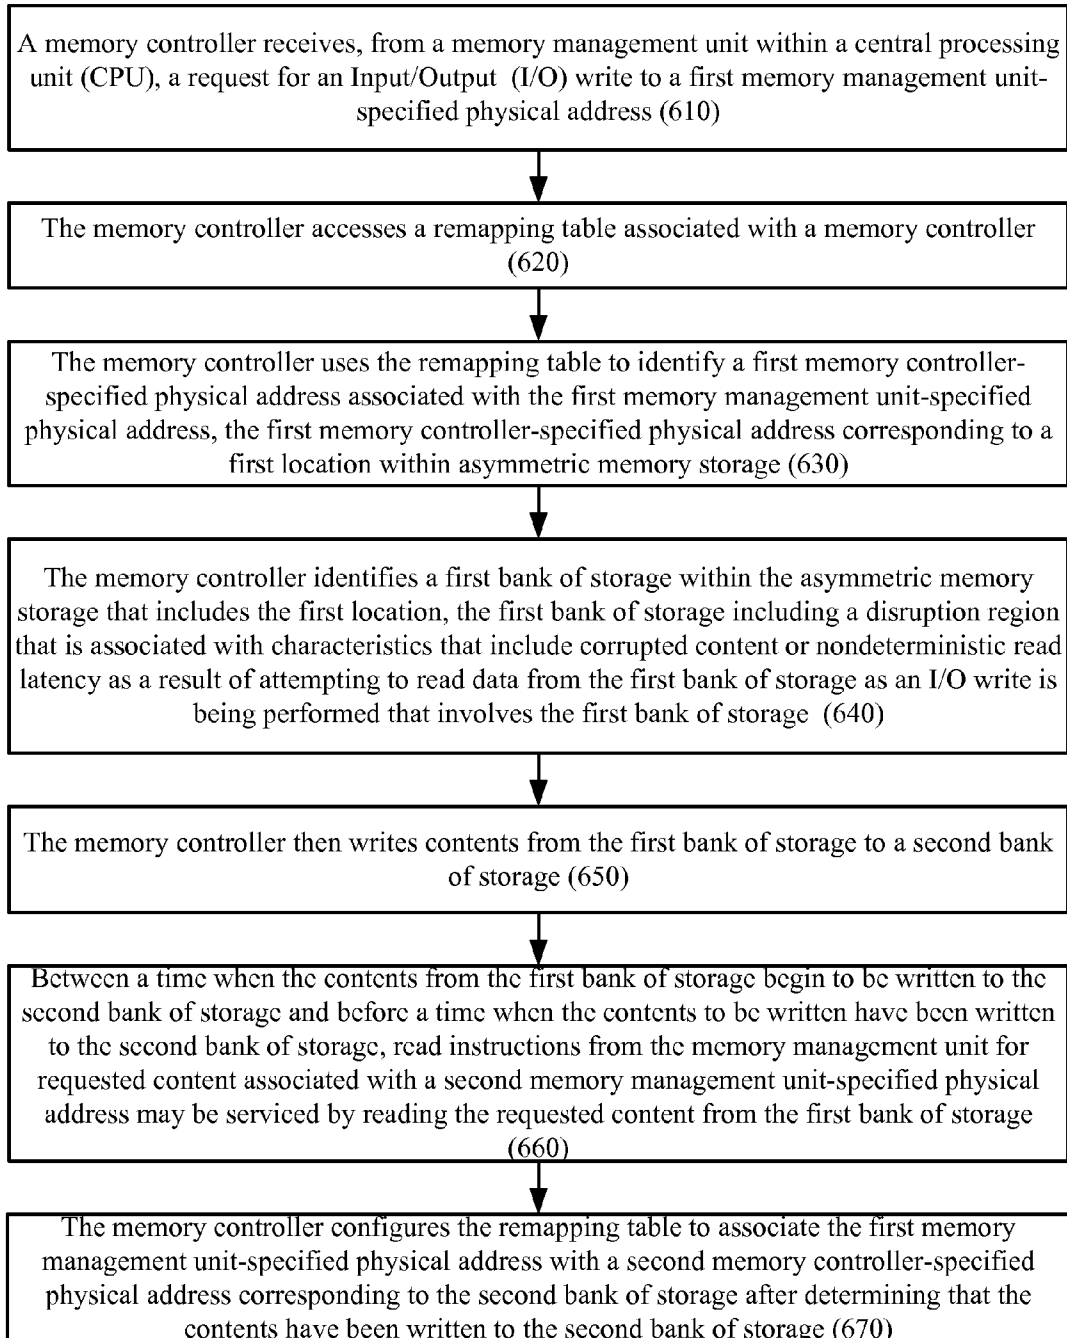 A memory controller receives, from a memory management unit within a central processing
unit (CPU), a request for an Input/Output (I/O) write to a first memory management unit-
specified physical address (610)
The memory controller accesses a remapping table associated with a memory controller
(620)
The memory controller uses the remapping table to identify a first memory controller-
specified physical address associated with the first memory management unit-specified
physical address, the first memory controller-specified physical address corresponding to a
first location within asymmetric memory storage (630)
The memory controller identifies a first bank of storage within the asymmetric memory
storage that includes the first location, the first bank of storage including a disruption region
that is associated with characteristics that include corrupted content or nondeterministic read
latency as a result of attempting to read data from the first bank of storage as an I/O write is
being performed that involves the first bank of storage (640)
The memory controller then writes contents from the first bank of storage to a second bank
of storage (650)
Between a time when the contents from the first bank of storage begin to be written to the
second bank of storage and before a time when the contents to be written have been written
to the second bank of storage, read instructions from the memory management unit for
requested content associated with a second memory management unit-specified physical
address may be serviced by reading the requested content from the first bank of storage
(660)
The memory controller configures the remapping table to associate the first memory
management unit-specified physical address with a second memory controller-specified
physical address corresponding to the second bank of storage after determining that the
contents have been written to the second bank of storage (670)